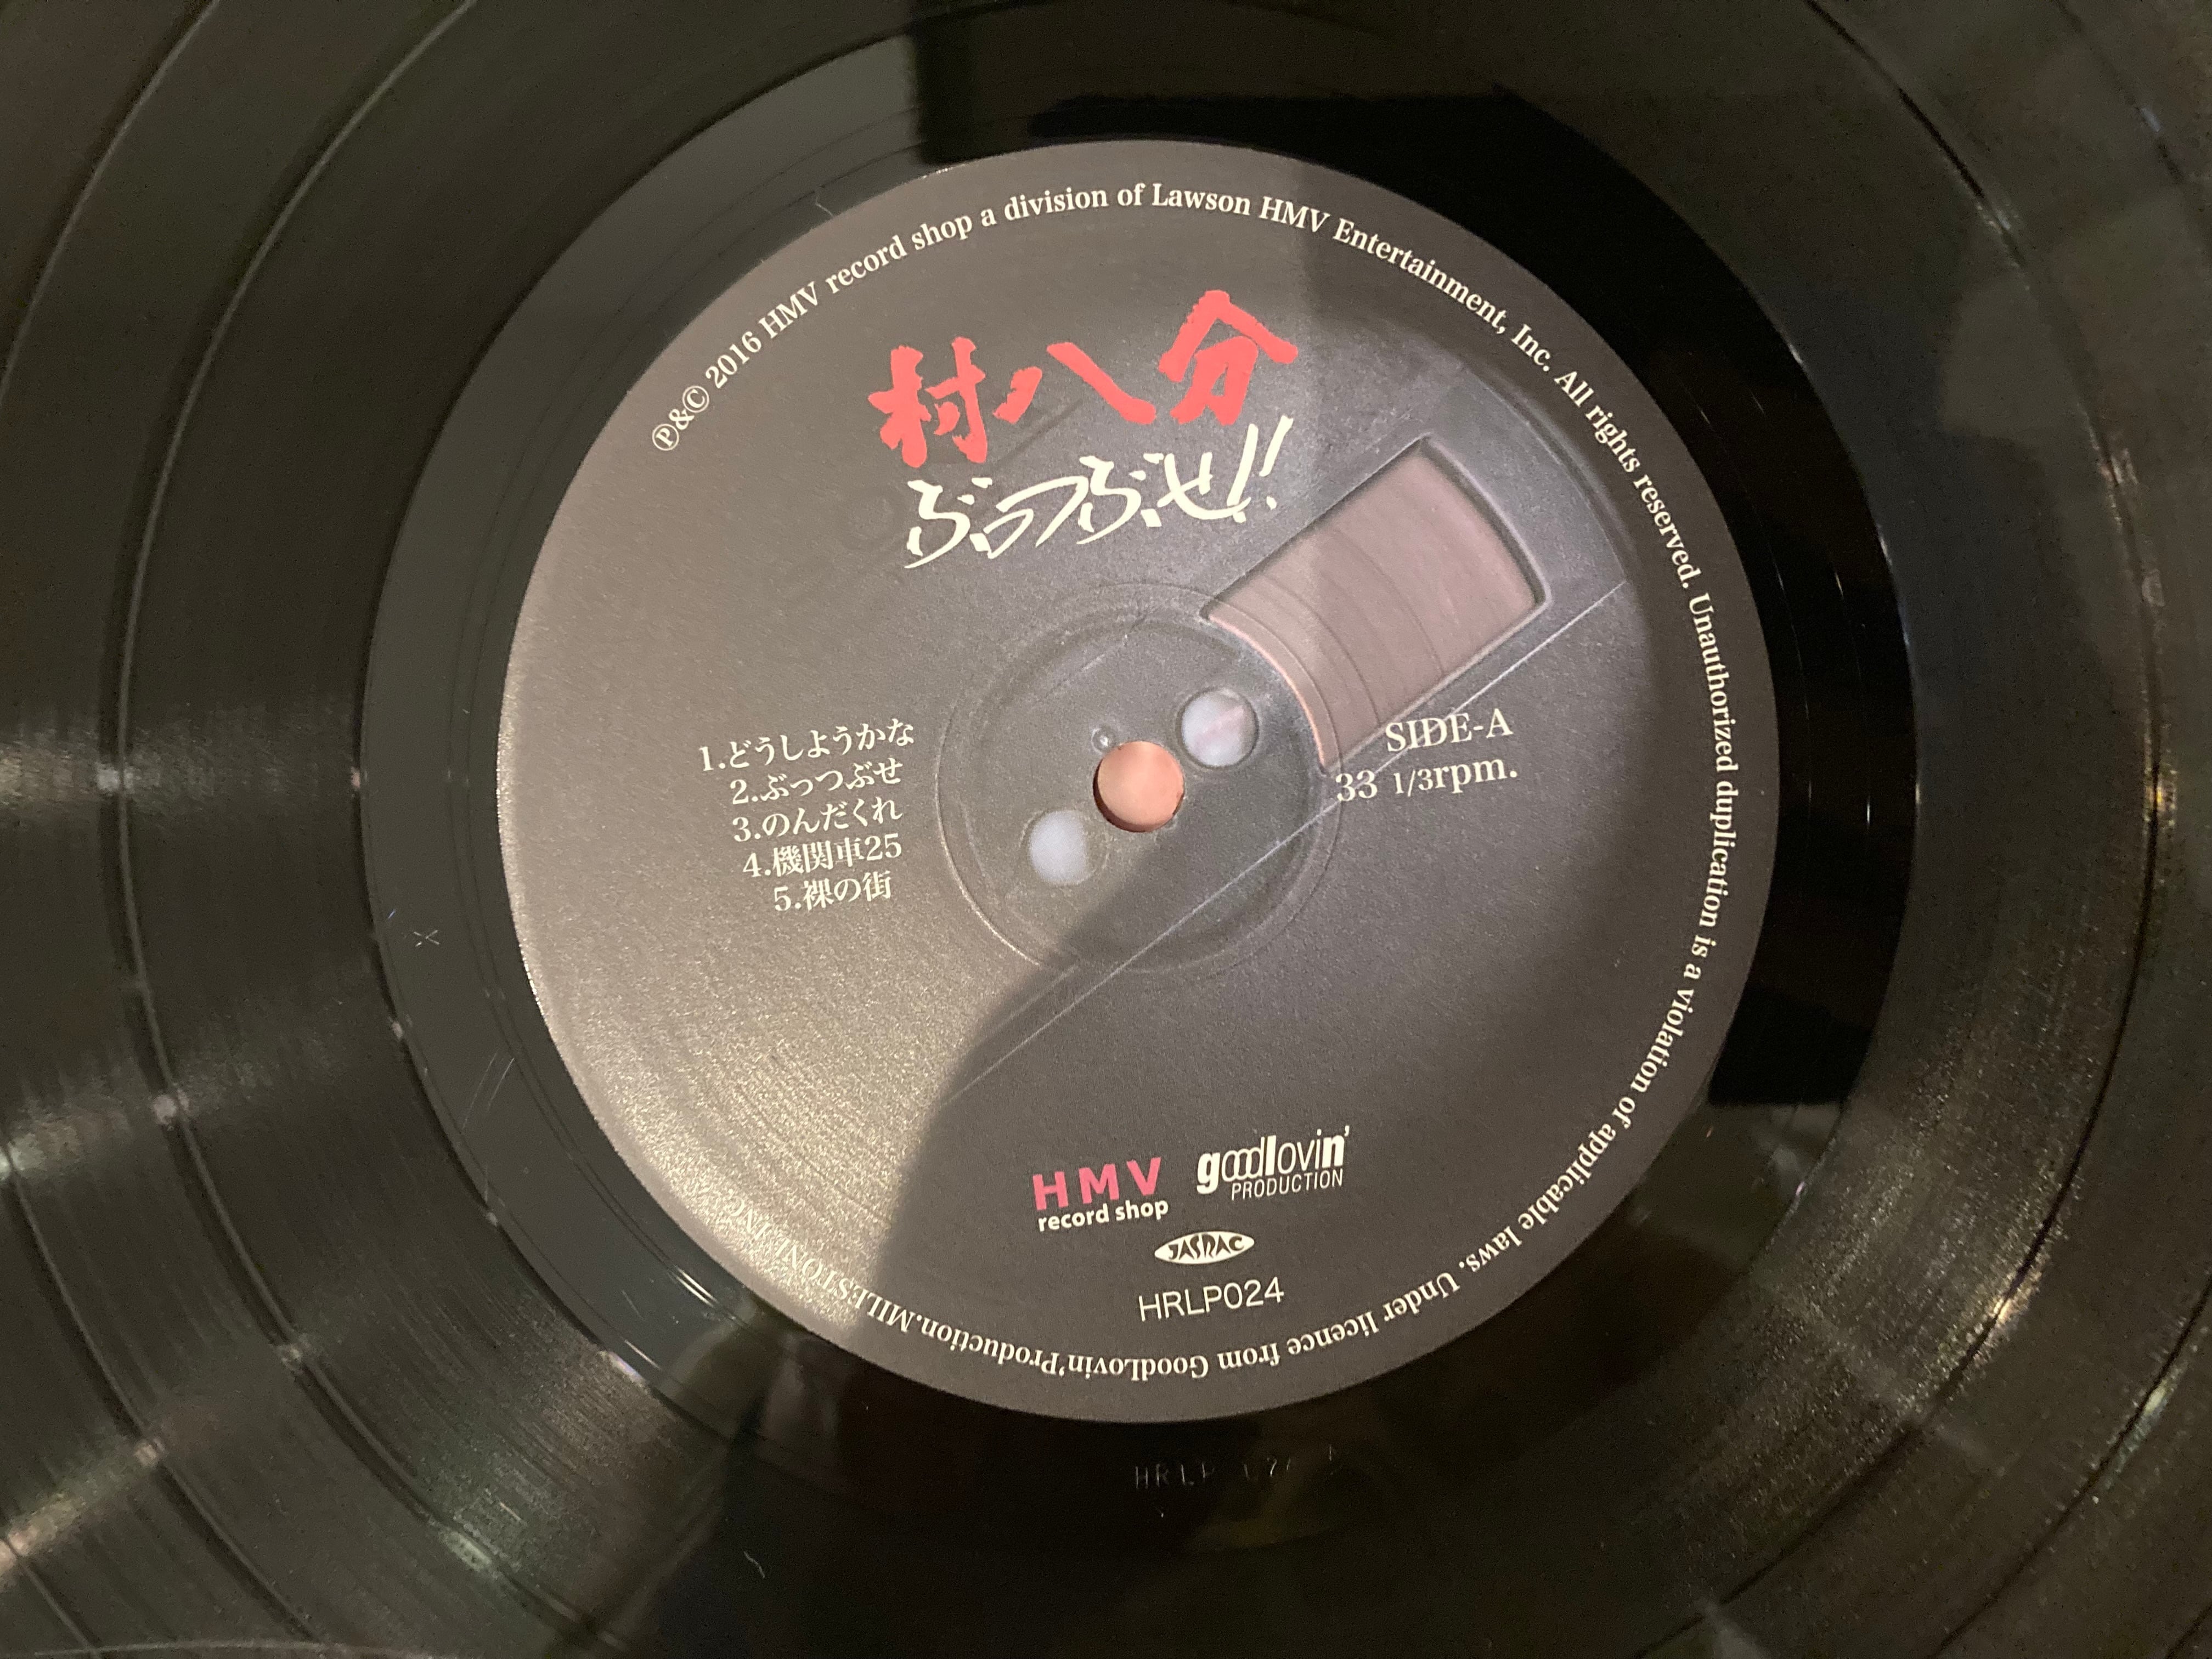 ℗&© 2016 HMV record shop a division of Lawson HMV Entertainment, Inc. All rights reserved. Unauthorized duplication is a violation of applicable laws. Under licence from GoodLovin'Production.MILESTONE INC.
村八分
ぶっつぶせ!!
1.どうしようかな
2.ぶっつぶせ
3.のんだくれ
4.機関車25
5.裸の街
SIDE-A
33 1/3rpm.
HMV
record shop
goodlovin'
PRODUCTION
JASRAC
HRLP024